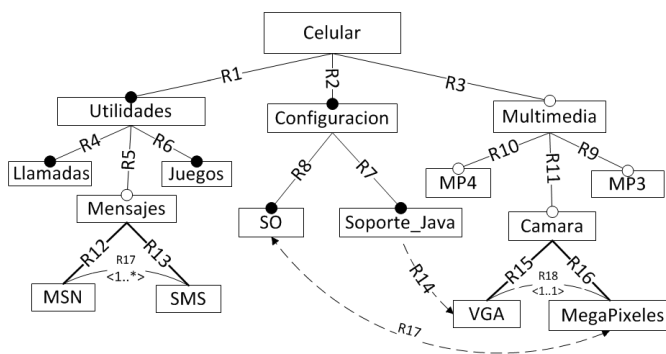 Celular
R1
R2
R3
Utilidades
Configuracion
Multimedia
R4
R5
R6
R8
R7
R10
R11
R9
Llamadas
Juegos
MP4
MP3
Mensajes
SO
Soporte_Java
Camara
R12
R17
<1..*>
R13
R14
R15
R18
<1..1>
R16
MSN
SMS
VGA
MegaPixeles
R17